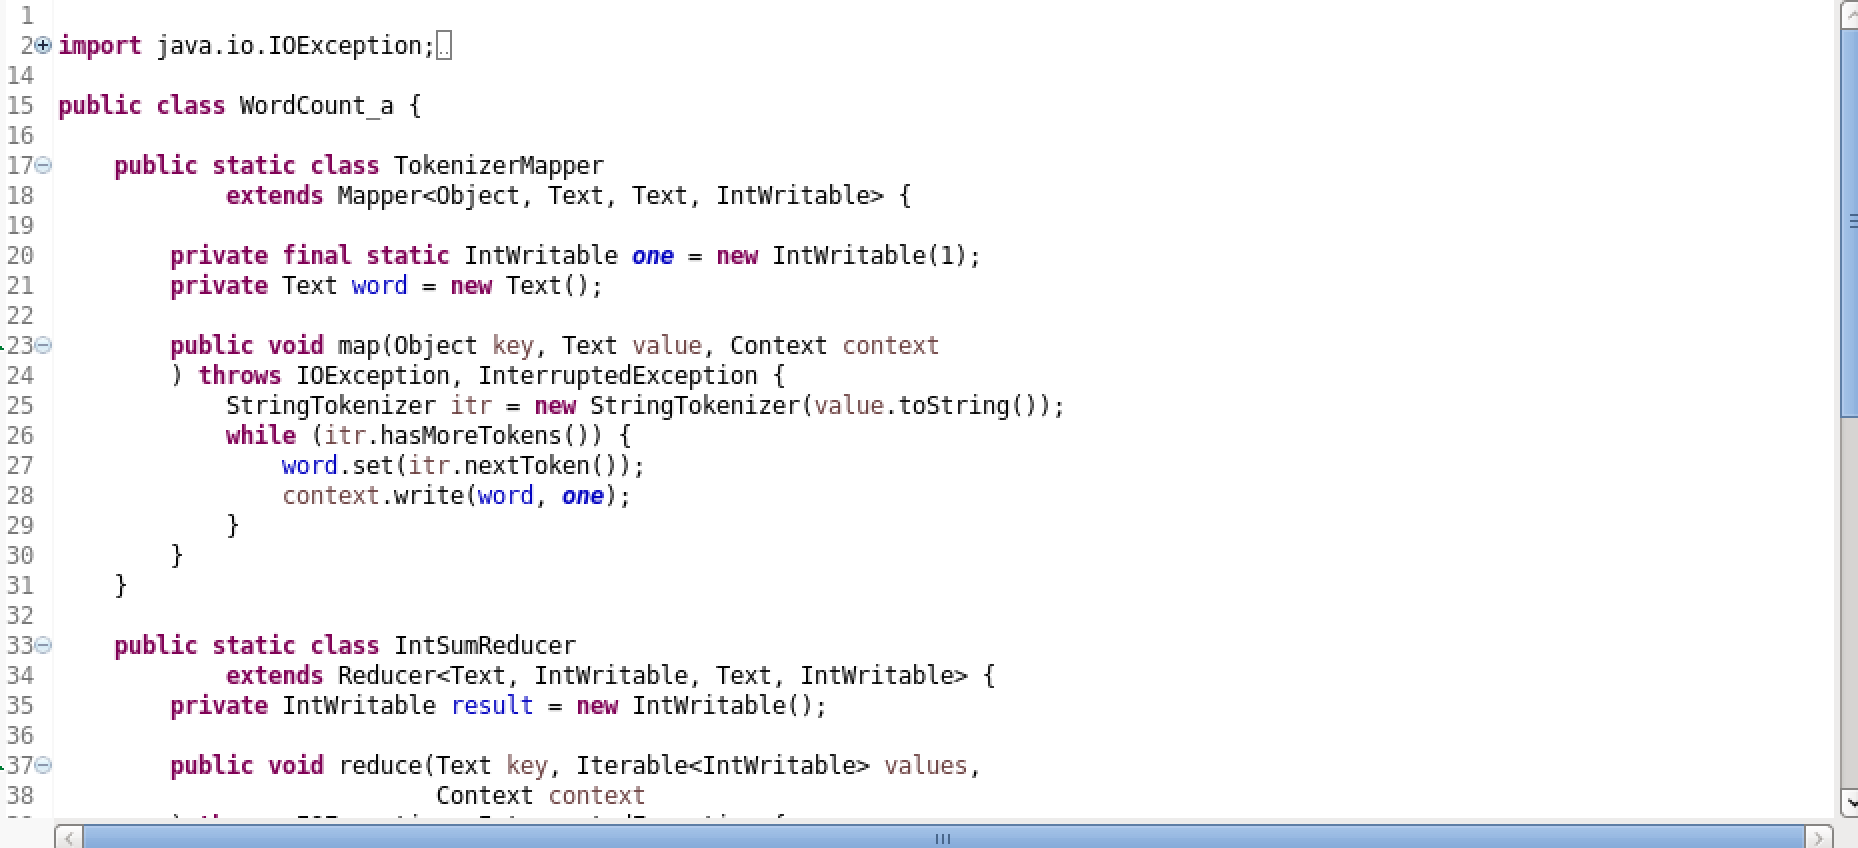 1
2 import java.io.IOException;
14
15 public class WordCount_a {
16
17     public static class TokenizerMapper
18             extends Mapper<Object, Text, Text, IntWritable> {
19
20         private final static IntWritable one = new IntWritable(1);
21         private Text word = new Text();
22
23         public void map(Object key, Text value, Context context
24         ) throws IOException, InterruptedException {
25             StringTokenizer itr = new StringTokenizer(value.toString());
26             while (itr.hasMoreTokens()) {
27                 word.set(itr.nextToken());
28                 context.write(word, one);
29             }
30         }
31     }
32
33     public static class IntSumReducer
34             extends Reducer<Text, IntWritable, Text, IntWritable> {
35         private IntWritable result = new IntWritable();
36
37         public void reduce(Text key, Iterable<IntWritable> values,
38                            Context context